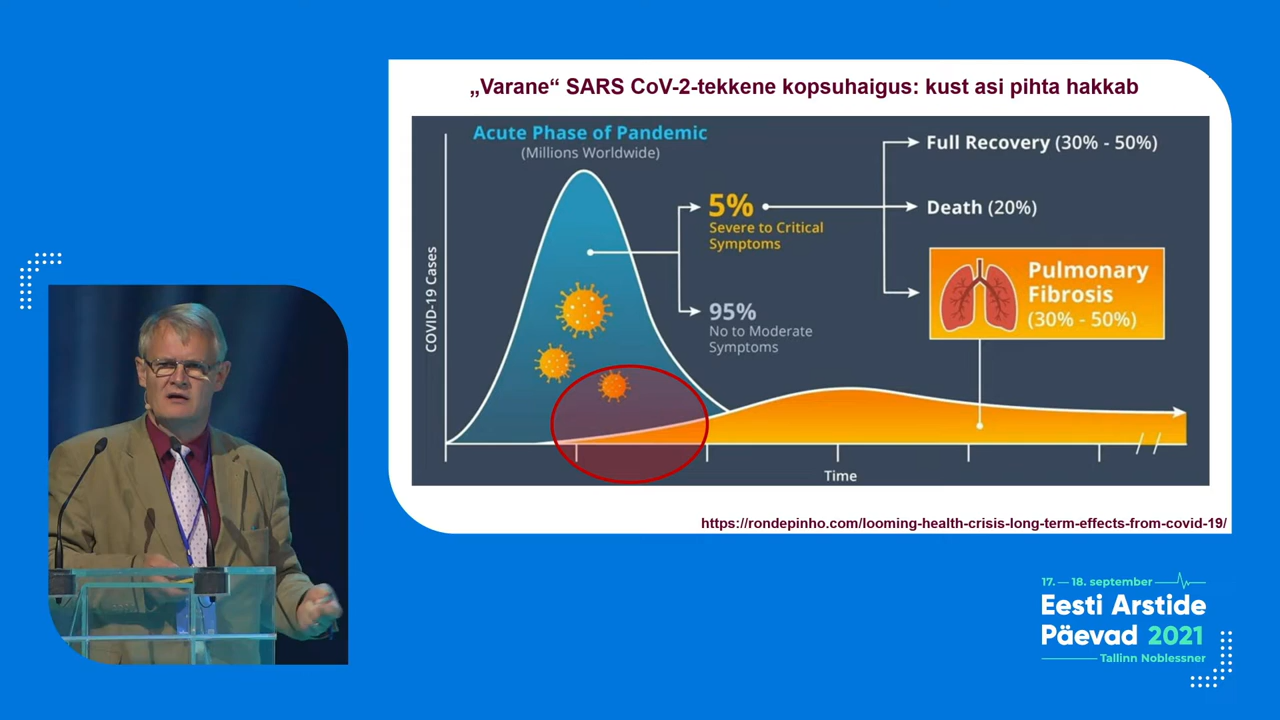 „Varane“ SARS CoV-2-tekkene kopsuhaigus: kust asi pihta hakkab
Acute Phase of Pandemic
(Millions Worldwide)
COVID-19 Cases
5%
Severe to Critical
Symptoms
95%
No to Moderate
Symptoms
Full Recovery (30% - 50%)
Death (20%)
Pulmonary
Fibrosis
(30% - 50%)
Time
https://rondepinho.com/looming-health-crisis-long-term-effects-from-covid-19/
17. — 18. september
Eesti Arstide
Päevad 2021
Tallinn Noblessner